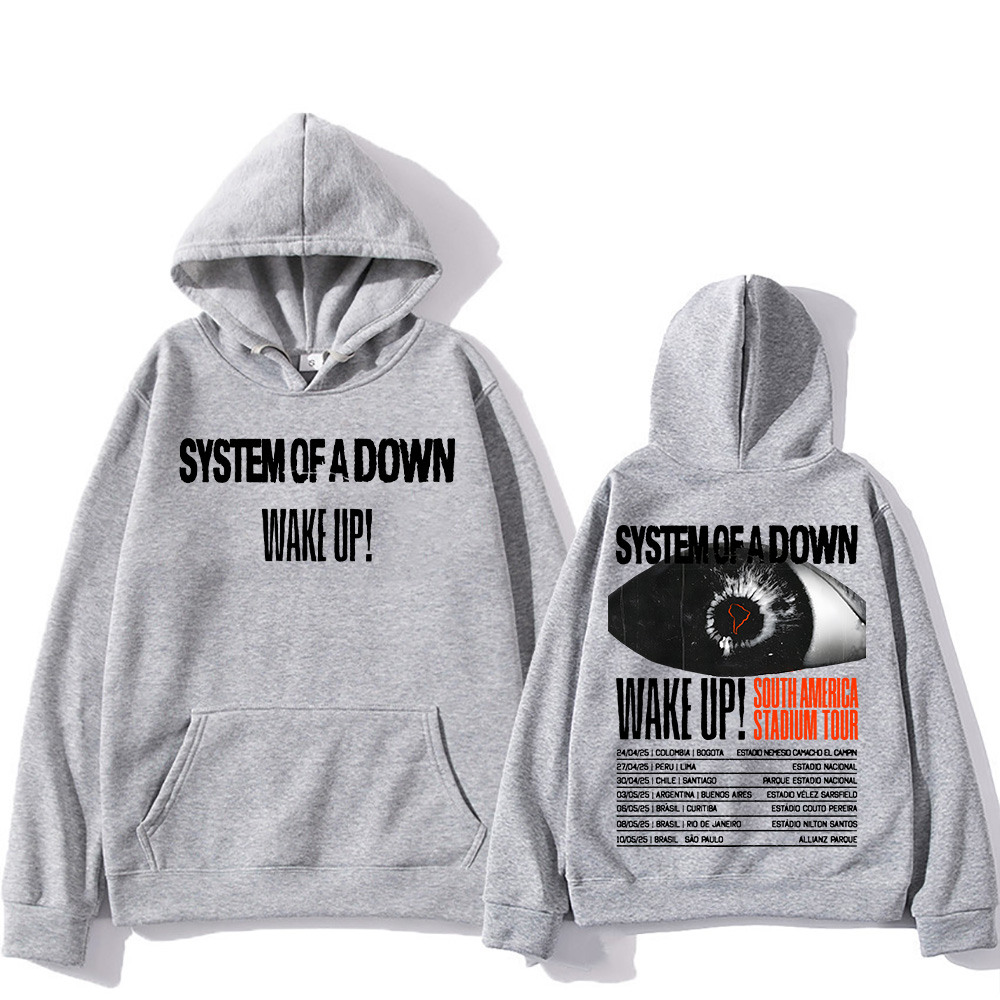 SYSTEM OF A DOWN
WAKE UP!
SYSTEM OF A DOWN
WAKE UP! SOUTH AMERICA
STADIUM TOUR
24/04/25 | COLOMBIA | BOGOTA ESTADIO NEMESIO CAMACHO EL CAMPIN
27/04/25 | PERU | LIMA ESTADIO NACIONAL
30/04/25 | CHILE | SANTIAGO PARQUE ESTADIO NACIONAL
03/05/25 | ARGENTINA | BUENOS AIRES ESTADIO VÉLEZ SARSFIELD
06/05/25 | BRASIL | CURITIBA ESTÁDIO COUTO PEREIRA
08/05/25 | BRASIL | RIO DE JANEIRO ESTÁDIO NILTON SANTOS
10/05/25 | BRASIL SÃO PAULO ALLIANZ PARQUE